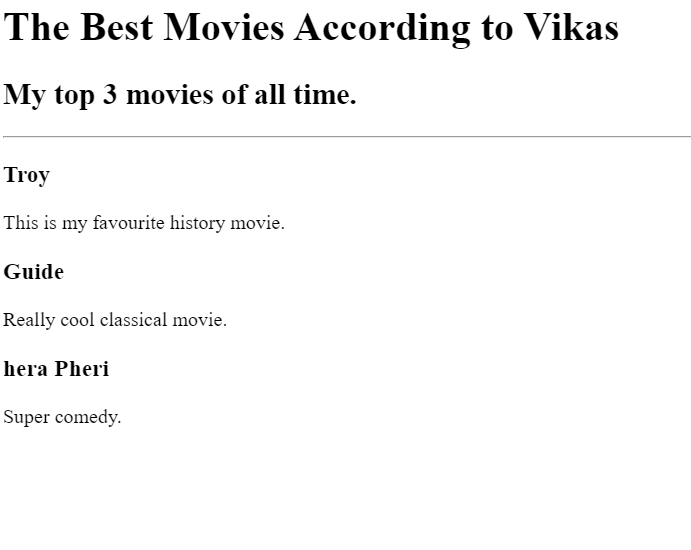 The Best Movies According to Vikas
My top 3 movies of all time.
Troy
This is my favourite history movie.
Guide
Really cool classical movie.
hera Pheri
Super comedy.